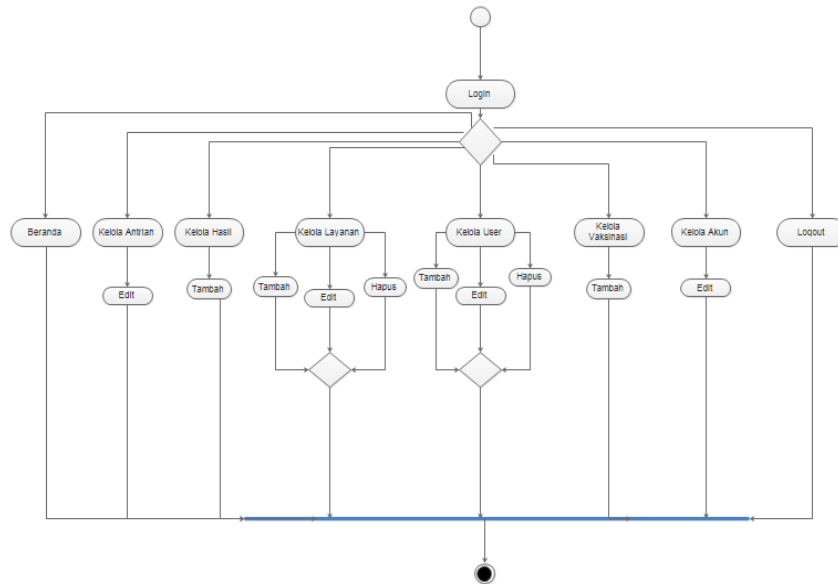 Login
Beranda
Kelola Antrian
Kelola Hasil
Kelola Layanan
Kelola User
Kelola
Vaksinasi
Kelola Akun
Logout
Edit
Tambah
Tambah
Edit
Hapus
Tambah
Edit
Hapus
Tambah
Edit